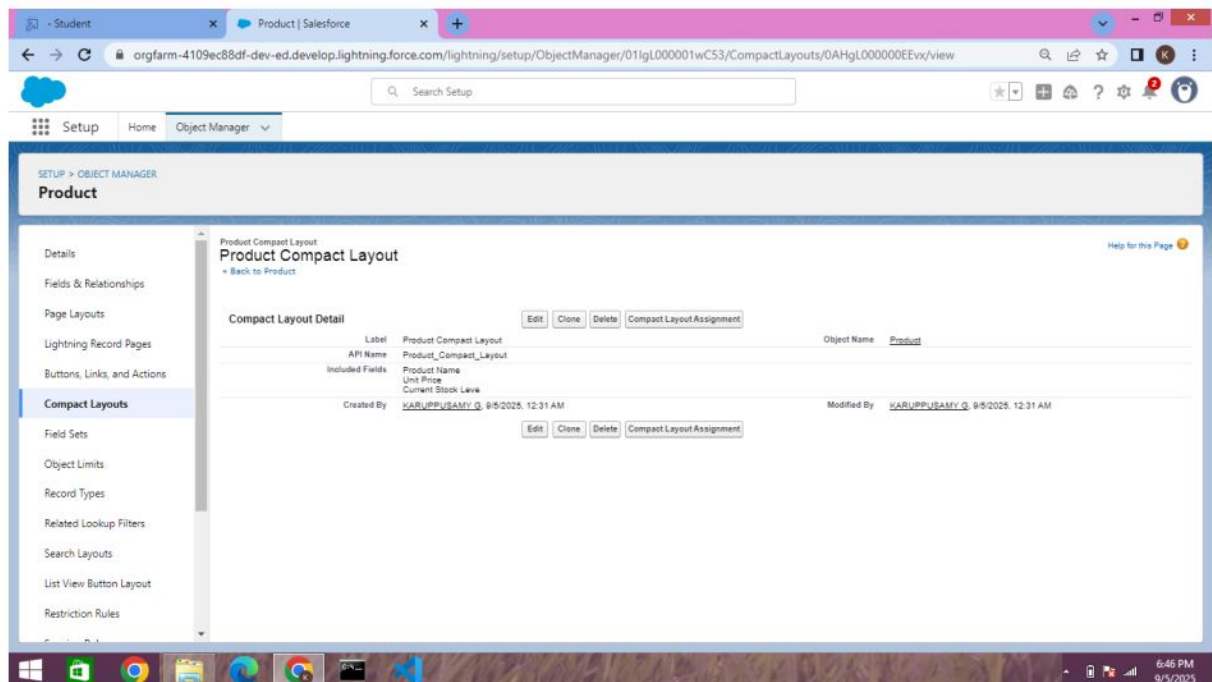 - Student
Product | Salesforce
orgfarm-4109ec88df-dev-ed.develop.lightning.force.com/lightning/setup/ObjectManager/01IgL000001wC53/CompactLayouts/0AHgL000000EEvx/view
K
Search Setup
2
Setup Home Object Manager
SETUP > OBJECT MANAGER
Product
Details
Fields & Relationships
Page Layouts
Lightning Record Pages
Buttons, Links, and Actions
Compact Layouts
Field Sets
Object Limits
Record Types
Related Lookup Filters
Search Layouts
List View Button Layout
Restriction Rules
Product Compact Layout
Product Compact Layout
« Back to Product
Help for this Page
Compact Layout Detail
Edit Clone Delete Compact Layout Assignment
Label Product Compact Layout Object Name Product
API Name Product_Compact_Layout
Included Fields Product Name
Unit Price
Current Stock Leve
Created By KARUPPUSAMY G, 9/5/2025, 12:31 AM Modified By KARUPPUSAMY G, 9/5/2025, 12:31 AM
Edit Clone Delete Compact Layout Assignment
6:46 PM
9/5/2025